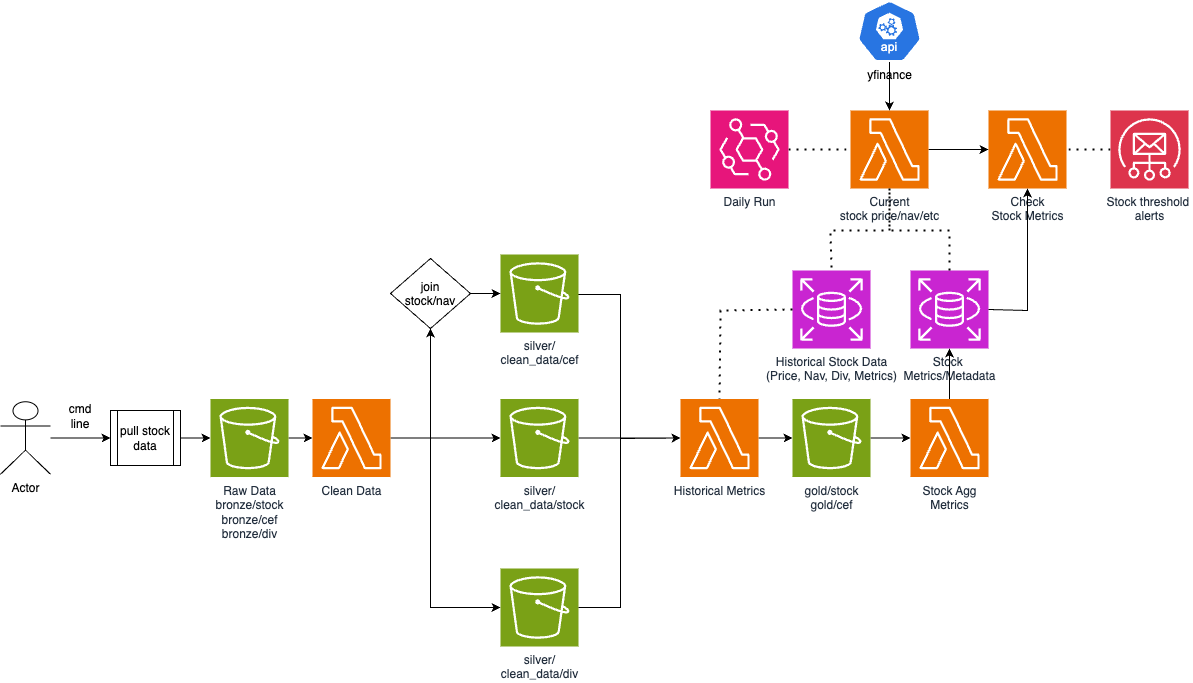 api
yfinance
Daily Run
Current
stock price/nav/etc
Check
Stock Metrics
Stock threshold
alerts
join
stock/nav
silver/
clean_data/cef
Historical Stock Data
(Price, Nav, Div, Metrics)
Stock
Metrics/Metadata
cmd
line
pull stock
data
Actor
Raw Data
bronze/stock
bronze/cef
bronze/div
Clean Data
silver/
clean_data/stock
Historical Metrics
gold/stock
gold/cef
Stock Agg
Metrics
silver/
clean_data/div